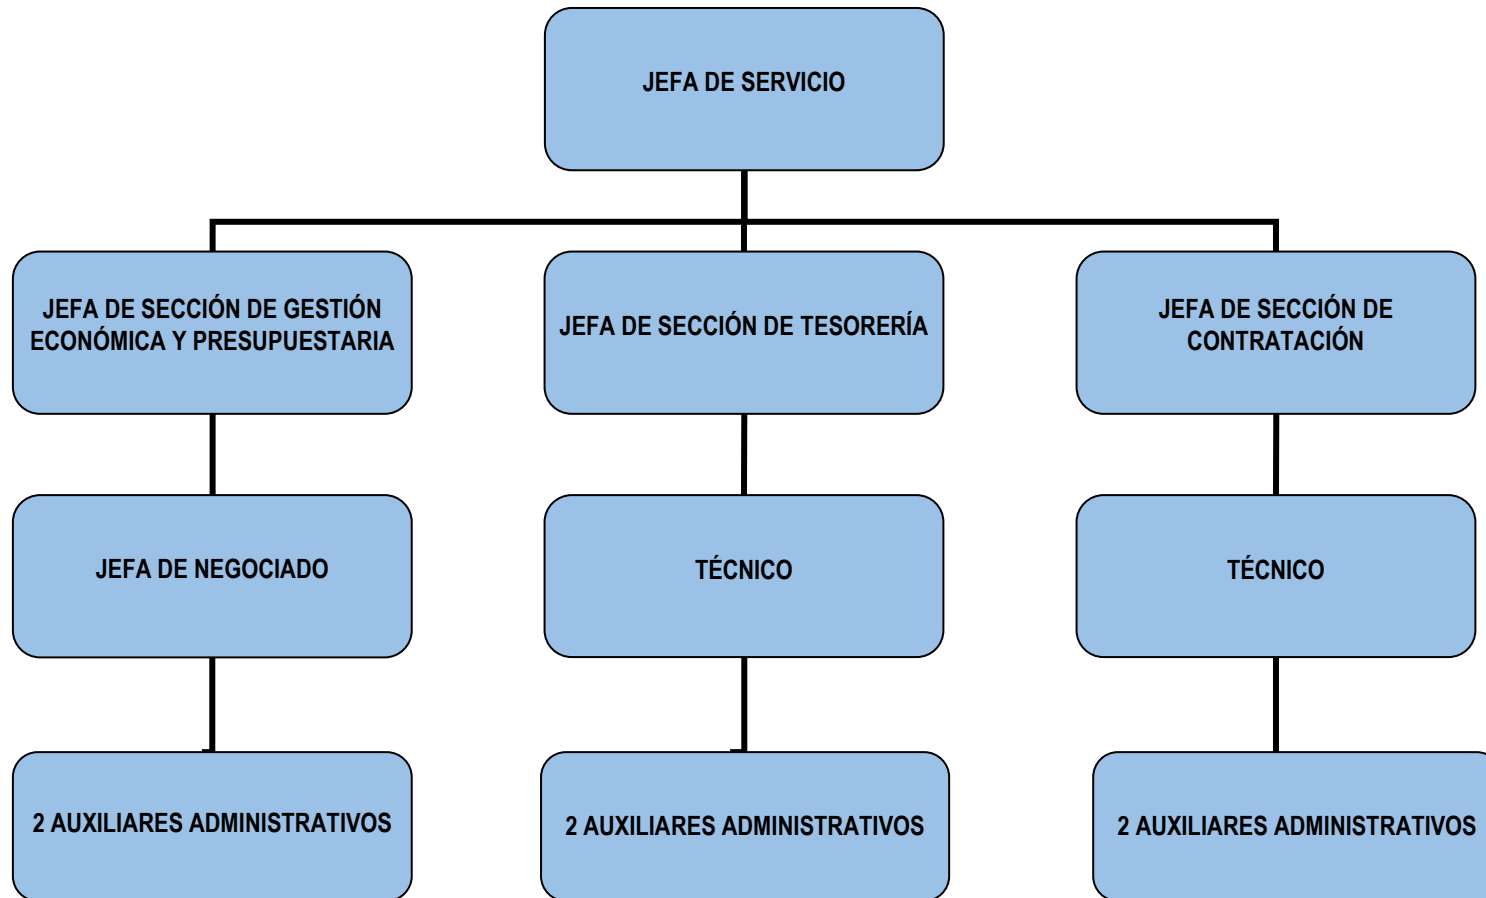 JEFA DE SERVICIO
JEFA DE SECCIÓN DE GESTIÓN
ECONÓMICA Y PRESUPUESTARIA
JEFA DE SECCIÓN DE TESORERÍA
JEFA DE SECCIÓN DE
CONTRATACIÓN
JEFA DE NEGOCIADO
TÉCNICO
TÉCNICO
2 AUXILIARES ADMINISTRATIVOS
2 AUXILIARES ADMINISTRATIVOS
2 AUXILIARES ADMINISTRATIVOS